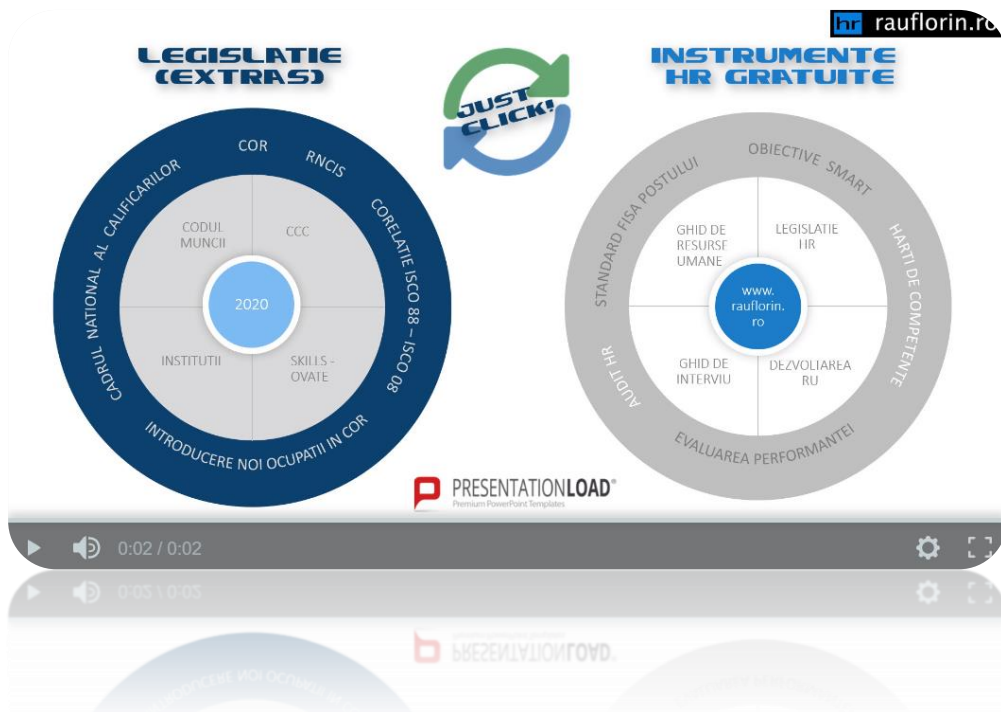 hr rauflorin.ro
LEGISLATIE
(EXTRAS)
JUST
CLICK!
INSTRUMENTE
HR GRATUITE
CADRUL NATIONAL AL CALIFICARILOR
COR
RNCIS
CORELATIE ISCO 88 – ISCO 08
INTRODUCERE NOI OCUPATII IN COR
CODUL
MUNCII
CCC
2020
INSTITUTII
SKILLS -
OVATE
STANDARD FISA POSTULUI
OBIECTIVE SMART
HARTI DE COMPETENTE
EVALUAREA PERFORMANTEI
AUDIT HR
GHID DE
RESURSE
UMANE
LEGISLATIE
HR
www.
rauflorin.
ro
GHID DE
INTERVIU
DEZVOLTAREA
RU
PRESENTATIONLOAD®
Premium PowerPoint Templates
0:02 / 0:02